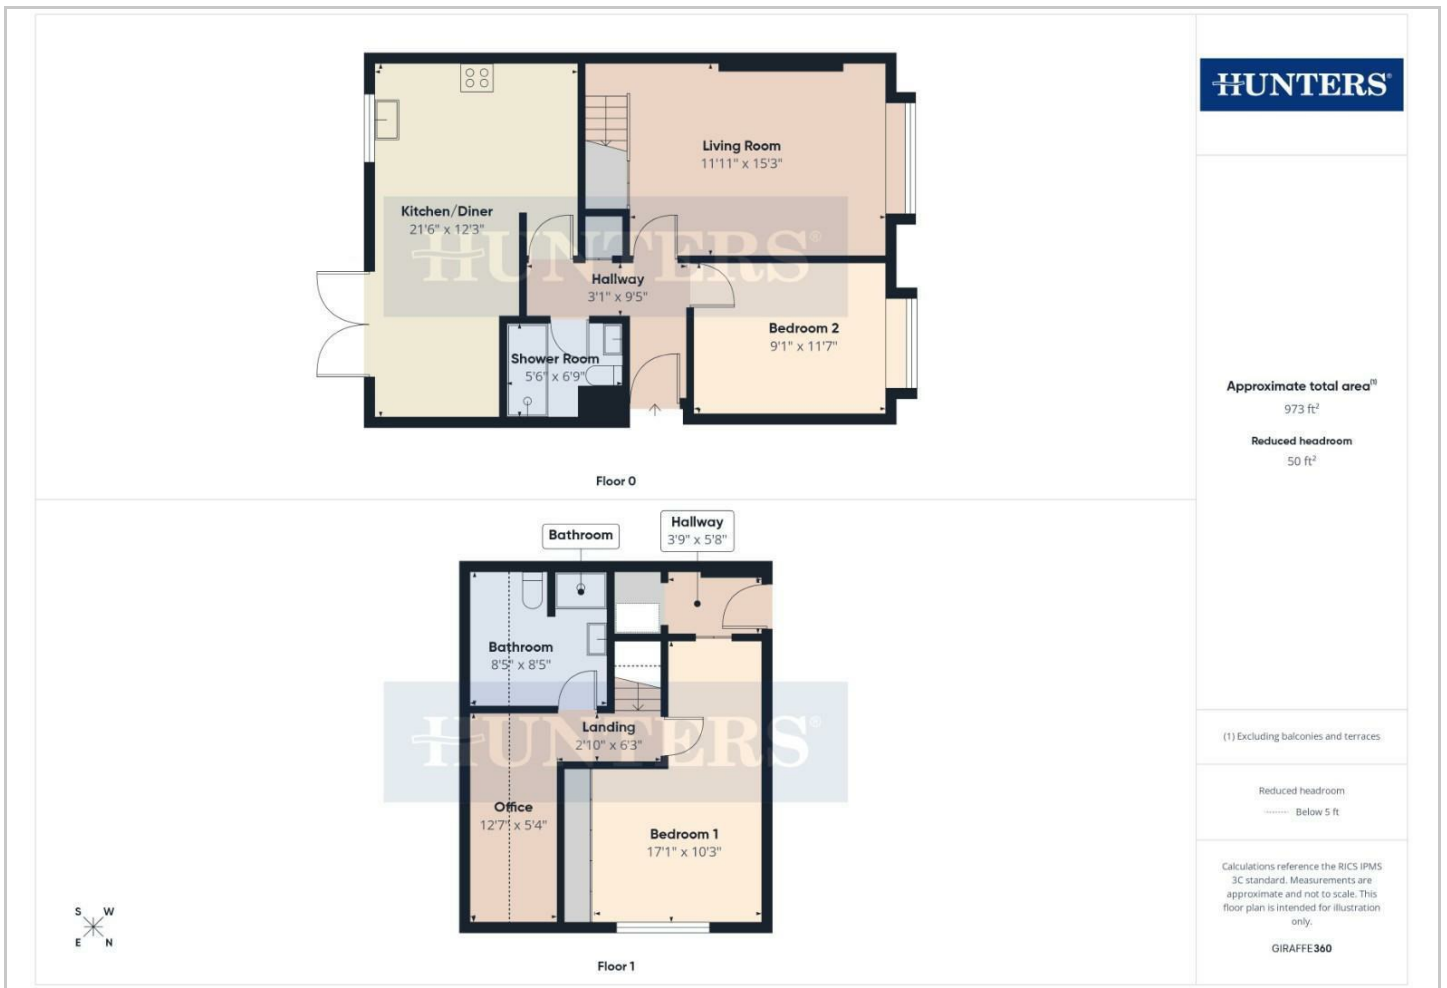 HUNTERS®
Living Room
11'11" x 15'3"
Kitchen/Diner
21'6" x 12'3"
HUNTERS®
Hallway
3'1" x 9'5"
Bedroom 2
9'1" x 11'7"
Shower Room
5'6" x 6'9"
Floor 0
Approximate total area(1)
973 ft²
Reduced headroom
50 ft²
Hallway
3'9" x 5'8"
Bathroom
Bathroom
8'5" x 8'5"
Landing
2'10" x 6'3"
HUNTERS®
Office
12'7" x 5'4"
Bedroom 1
17'1" x 10'3"
S W
E N
Floor 1
(1) Excluding balconies and terraces
Reduced headroom
Below 5 ft
Calculations reference the RICS IPMS
3C standard. Measurements are
approximate and not to scale. This
floor plan is intended for illustration
only.
GIRAFFE360